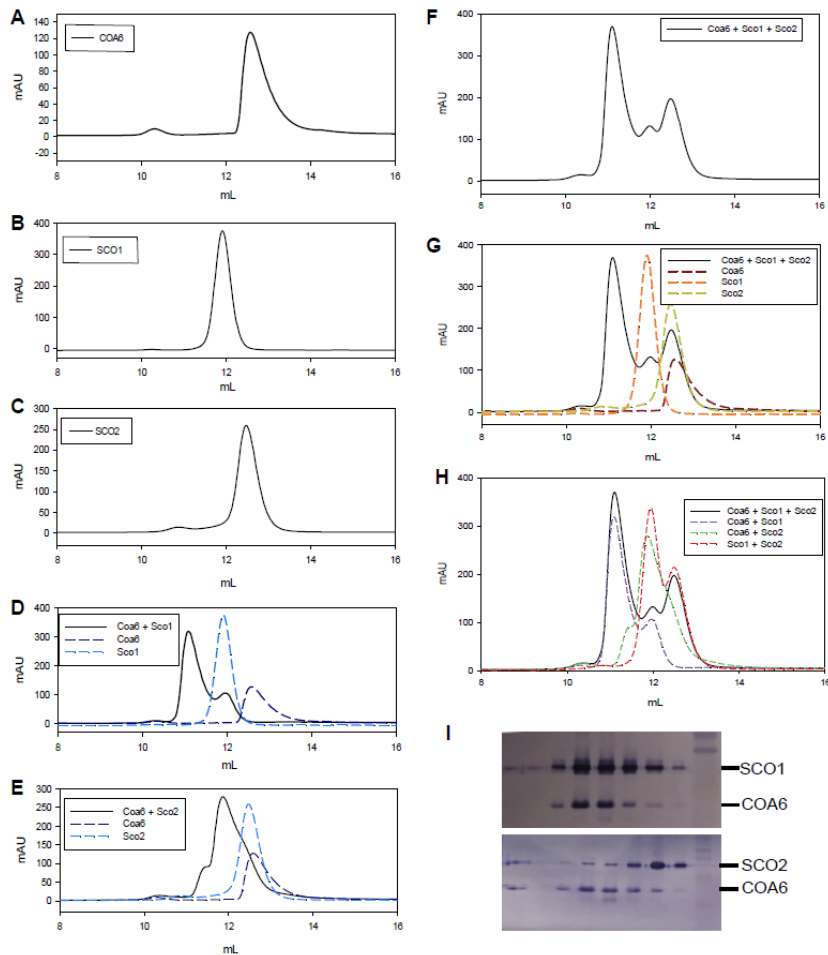 A
COA6
mAU
140
120
100
80
60
40
20
0
-20
8 10 12 14 16
mL
B
SCO1
mAU
400
300
200
100
0
8 10 12 14 16
mL
C
SCO2
mAU
300
250
200
150
100
50
0
8 10 12 14 16
mL
D
Coa6 + Sco1
Coa6
Sco1
mAU
400
300
200
100
0
8 10 12 14 16
mL
E
Coa6 + Sco2
Coa6
Sco2
mAU
300
250
200
150
100
50
0
8 10 12 14 16
mL
F
Coa6 + Sco1 + Sco2
mAU
400
300
200
100
0
8 10 12 14 16
mL
G
Coa6 + Sco1 + Sco2
Coa6
Sco1
Sco2
mAU
400
300
200
100
0
8 10 12 14 16
mL
H
Coa6 + Sco1 + Sco2
Coa6 + Sco1
Coa6 + Sco2
Sco1 + Sco2
mAU
400
300
200
100
0
8 10 12 14 16
mL
I
SCO1
COA6
SCO2
COA6